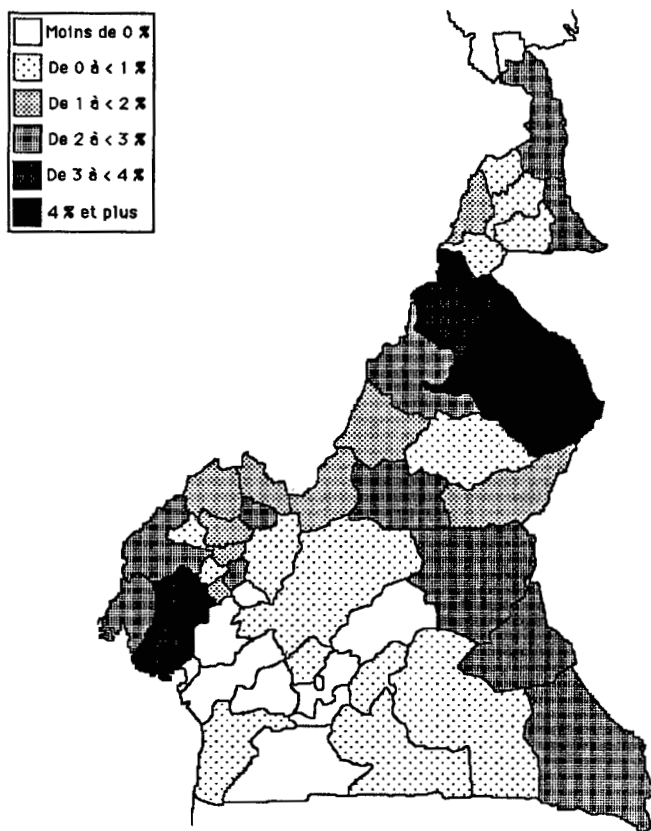 Moins de 0 %
De 0 à < 1 %
De 1 à < 2 %
De 2 à < 3 %
De 3 à < 4 %
4 % et plus